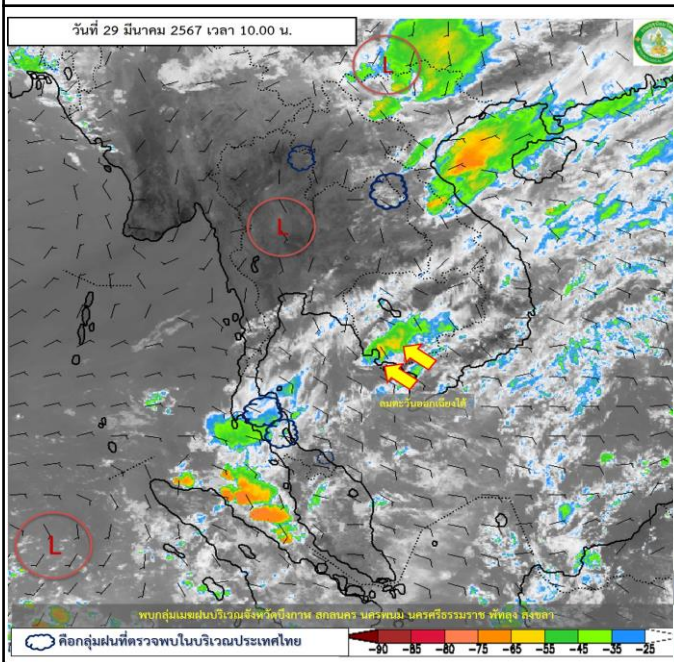 วันที่ 29 มีนาคม 2567 เวลา 10.00 น.
L
L
ลมตะวันออกเฉียงใต้
L
พบกลุ่มเมฆฝนบริเวณจังหวัดบึงกาฬ สกลนคร นครพนม นครศรีธรรมราช พัทลุง สงขลา
คือกลุ่มฝนที่ตรวจพบในบริเวณประเทศไทย
-90 -85 -80 -75 -65 -55 -45 -35 -25